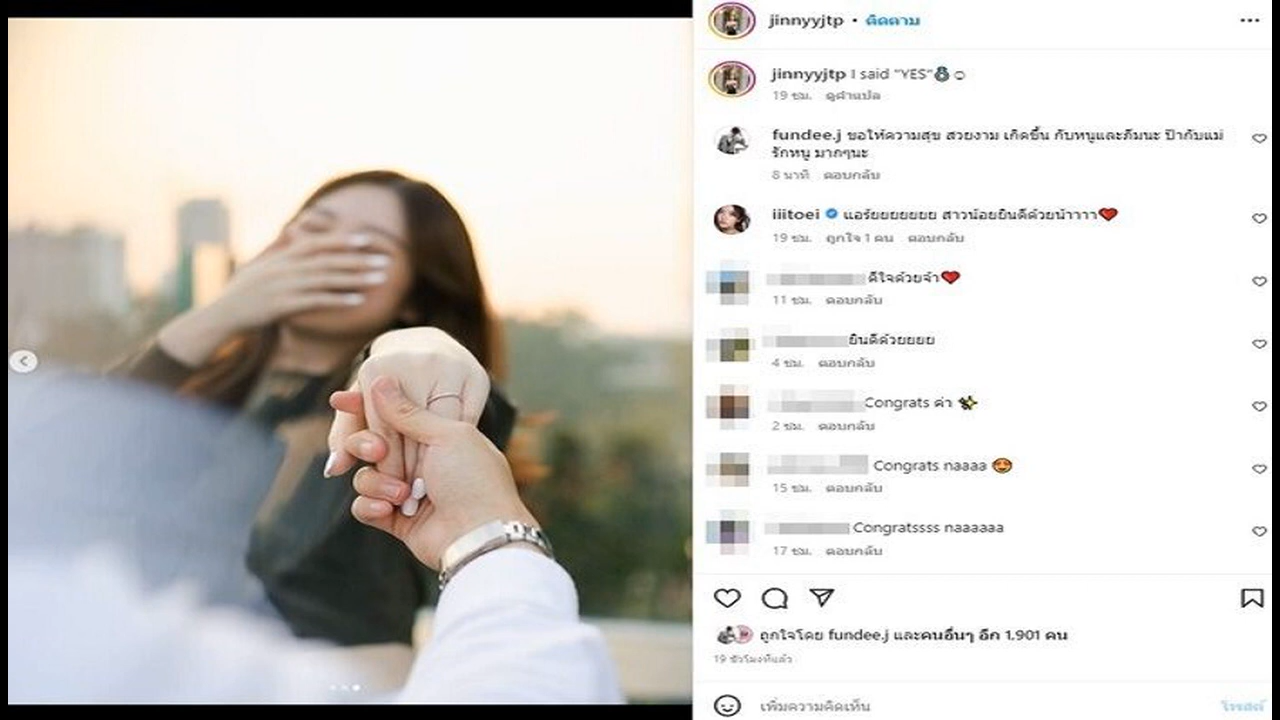 jinnyyjtp • ติดตาม
jinnyyjtp I said "YES"
19 ชม. ดูคำแปล
fundee.j ขอให้ความสุข สวยงาม เกิดขึ้น กับหนูและภีมนะ ป๊ากับแม่
รักหนู มากๆนะ
8 นาที ตอบกลับ
iiitoei แอร๊ยยยยยยย สาวน้อยยินดีด้วยน้าาาา❤️
19 ชม. ถูกใจ 1 คน ตอบกลับ
ดีใจด้วยจ้า❤️
11 ชม. ตอบกลับ
ยินดีด้วยยยย
4 ชม. ตอบกลับ
Congrats ค่า ✨
2 ชม. ตอบกลับ
Congrats naaaa 🤩
15 ชม. ตอบกลับ
Congratssss naaaaaa
17 ชม. ตอบกลับ
ถูกใจโดย fundee.j และคนอื่นๆ อีก 1,901 คน
19 ชั่วโมงที่แล้ว
เพิ่มความคิดเห็น
โพสต์